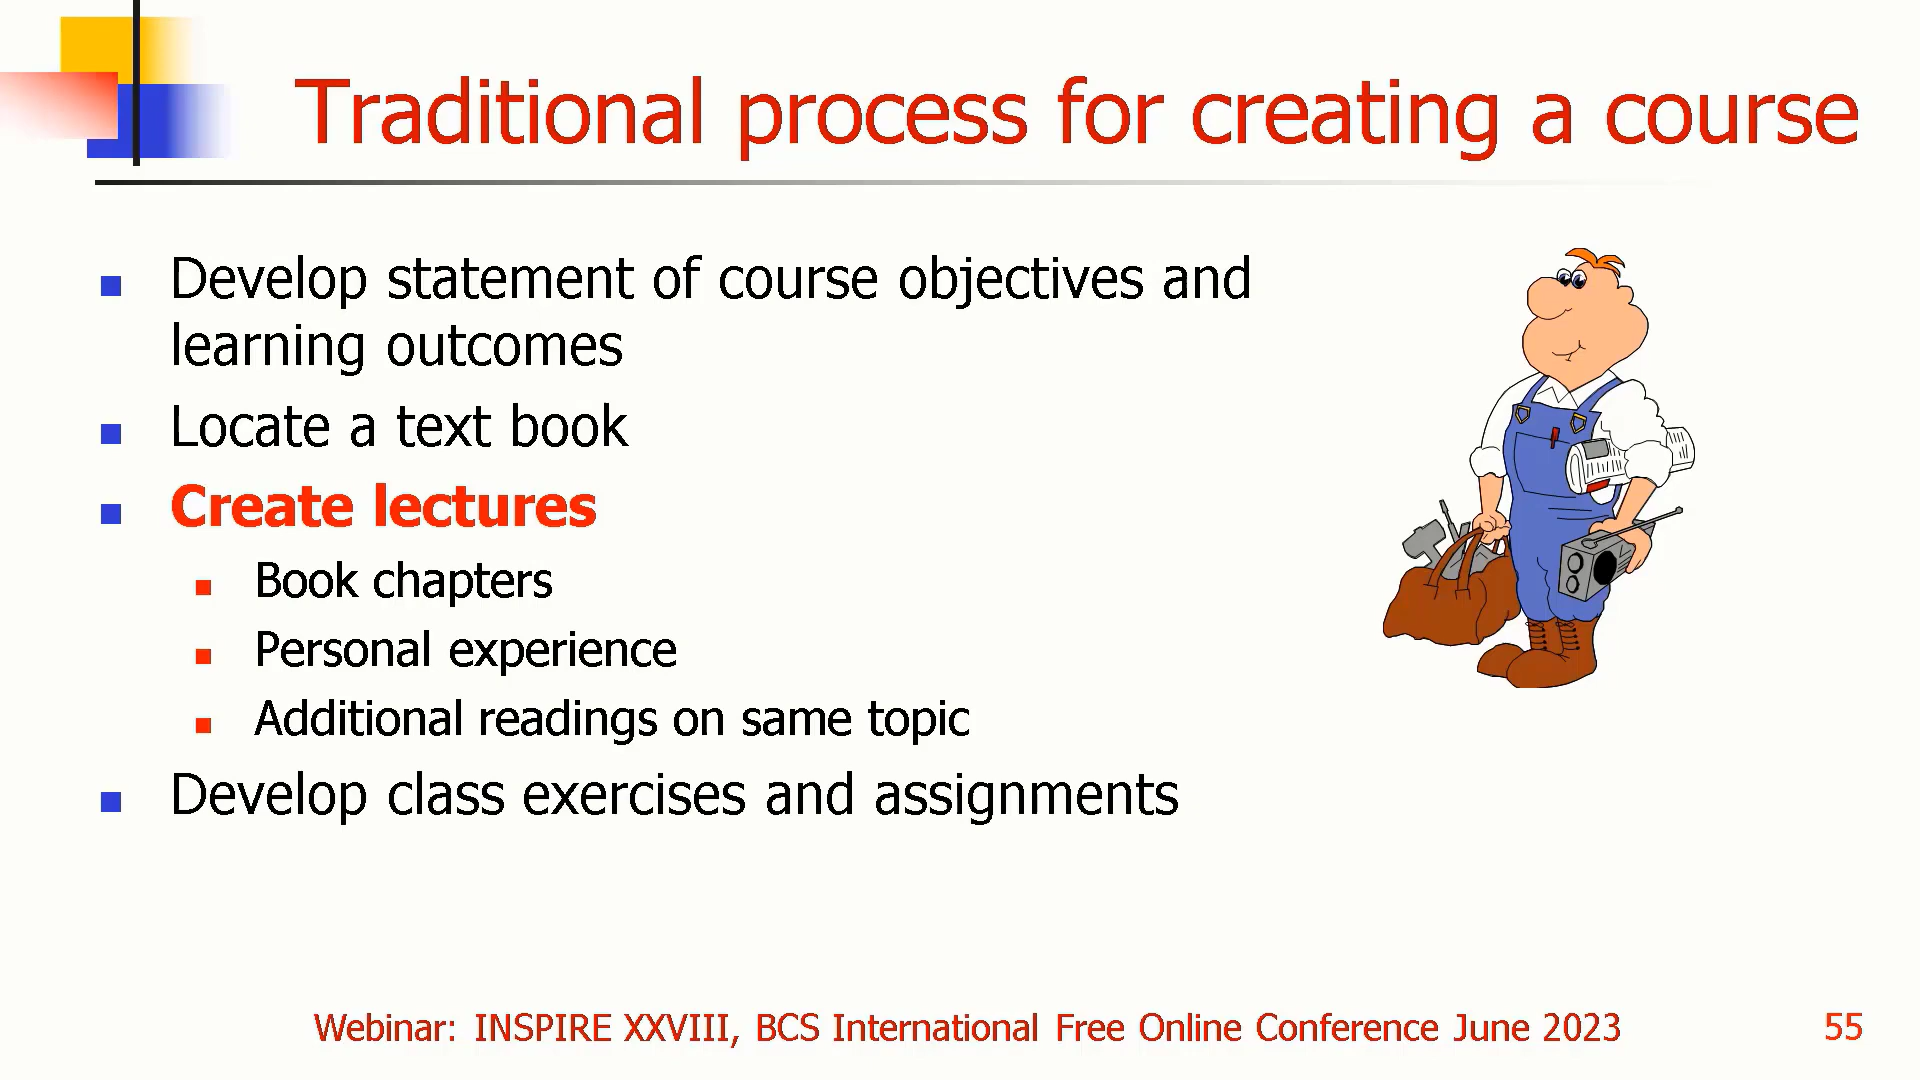 Traditional process for creating a course
Develop statement of course objectives and
learning outcomes
Locate a text book
Create lectures
Book chapters
Personal experience
Additional readings on same topic
Develop class exercises and assignments
Webinar: INSPIRE XXVIII, BCS International Free Online Conference June 2023
55